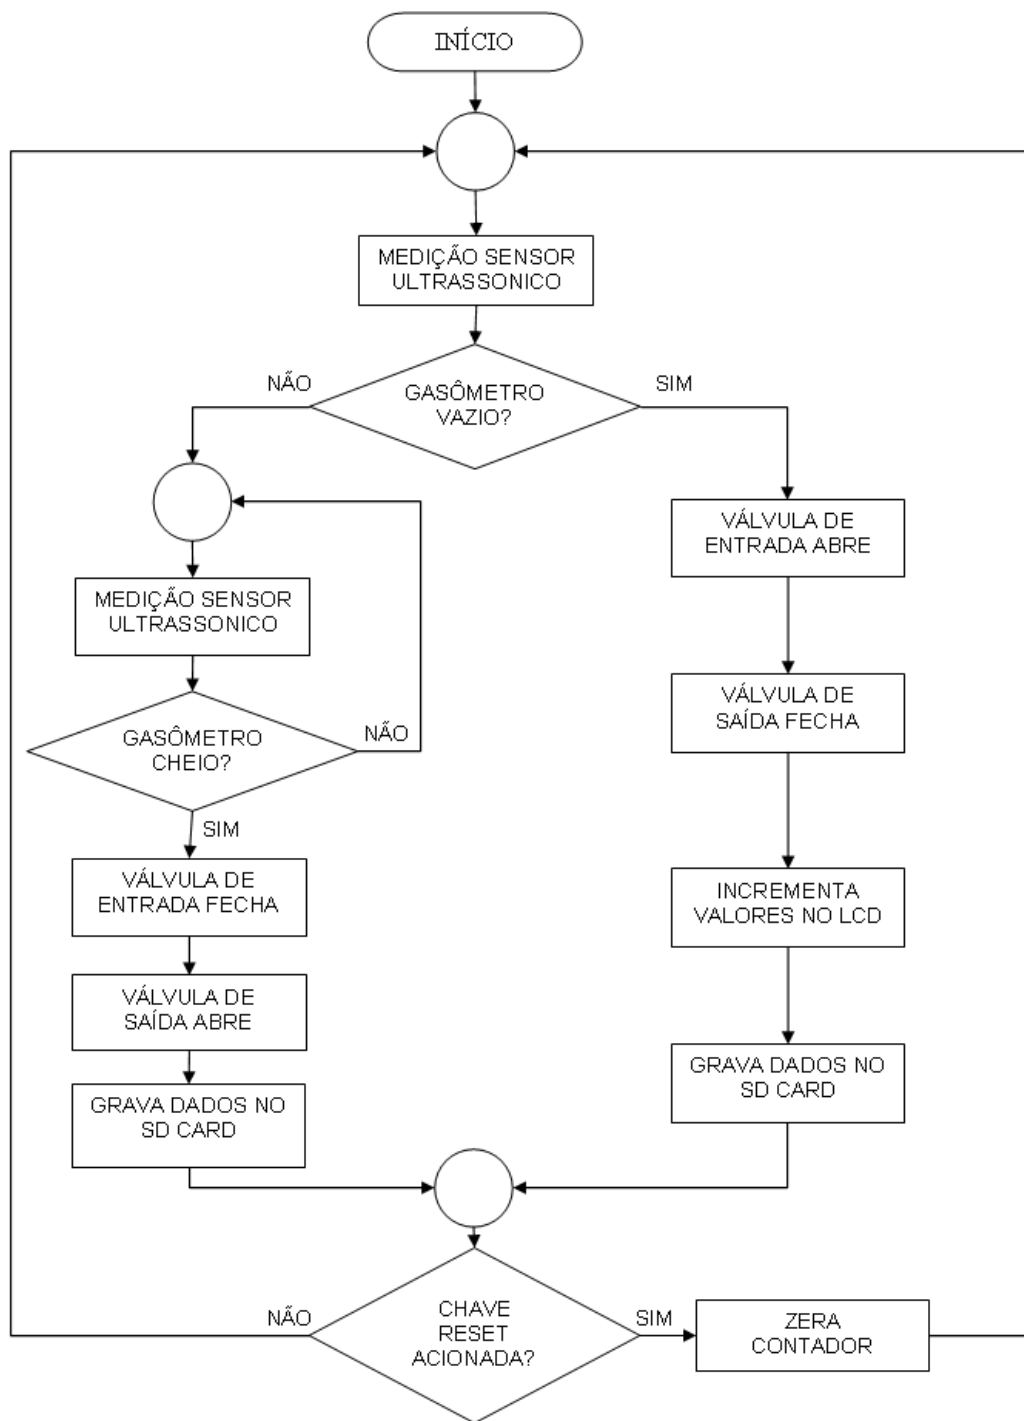 INÍCIO
MEDIÇÃO SENSOR
ULTRASSONICO
NÃO
SIM
GASÔMETRO
VAZIO?
VÁLVULA DE
ENTRADA ABRE
MEDIÇÃO SENSOR
ULTRASSONICO
VÁLVULA DE
SAÍDA FECHA
GASÔMETRO
CHEIO?
NÃO
SIM
VÁLVULA DE
ENTRADA FECHA
INCREMENTA
VALORES NO LCD
VÁLVULA DE
SAÍDA ABRE
GRAVA DADOS NO
SD CARD
GRAVA DADOS NO
SD CARD
NÃO
CHAVE
RESET
ACIONADA?
SIM
ZERA
CONTADOR